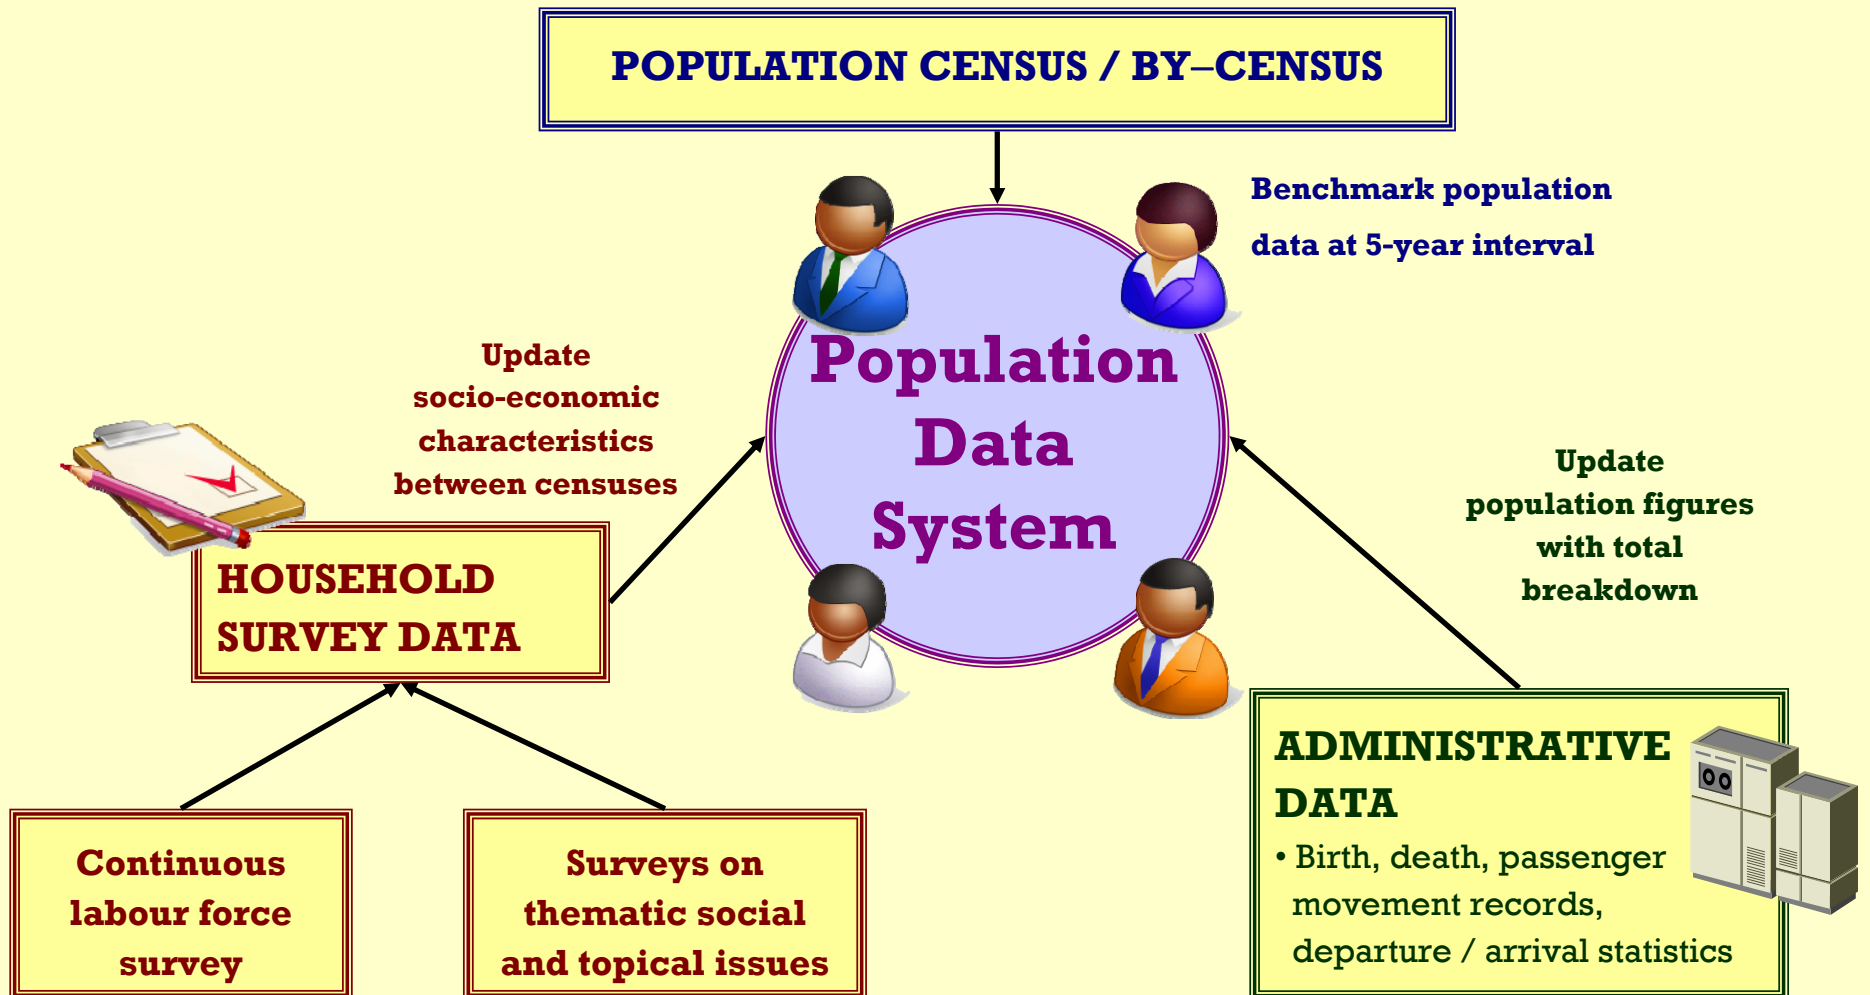 POPULATION CENSUS / BY–CENSUS
Benchmark population
data at 5-year interval
Population
Data
System
Update
socio-economic
characteristics
between censuses
HOUSEHOLD
SURVEY DATA
Continuous
labour force
survey
Surveys on
thematic social
and topical issues
Update
population figures
with total
breakdown
ADMINISTRATIVE
DATA
• Birth, death, passenger
movement records,
departure / arrival statistics